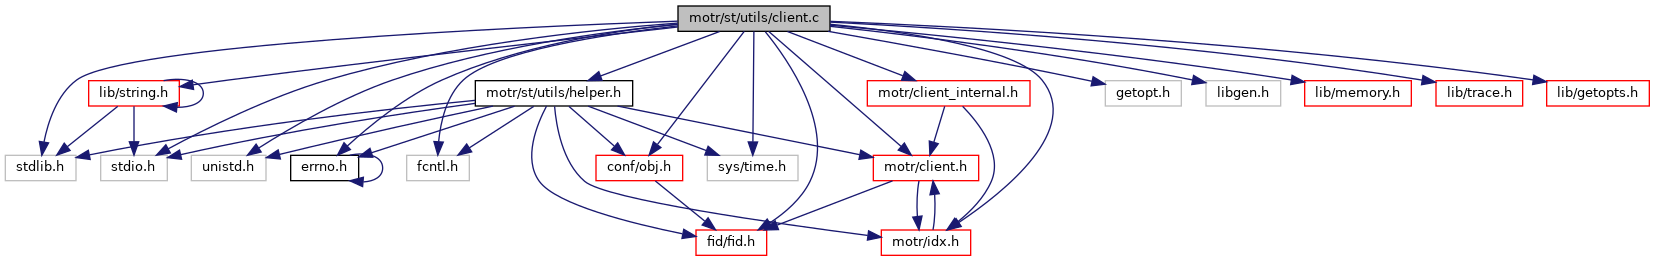 motr/st/utils/client.c
lib/string.h
motr/st/utils/helper.h
motr/client_internal.h
getopt.h
libgen.h
lib/memory.h
lib/trace.h
lib/getopts.h
stdlib.h
stdio.h
unistd.h
errno.h
fcntl.h
conf/obj.h
sys/time.h
motr/client.h
fid/fid.h
motr/idx.h